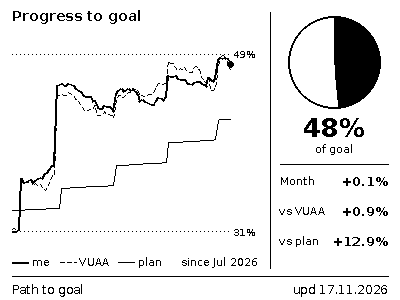 Progress to goal
49%
31%
me
VUAA
plan
since Jul 2026
48%
of goal
Month +0.1%
vs VUAA +0.9%
vs plan +12.9%
Path to goal
upd 17.11.2026